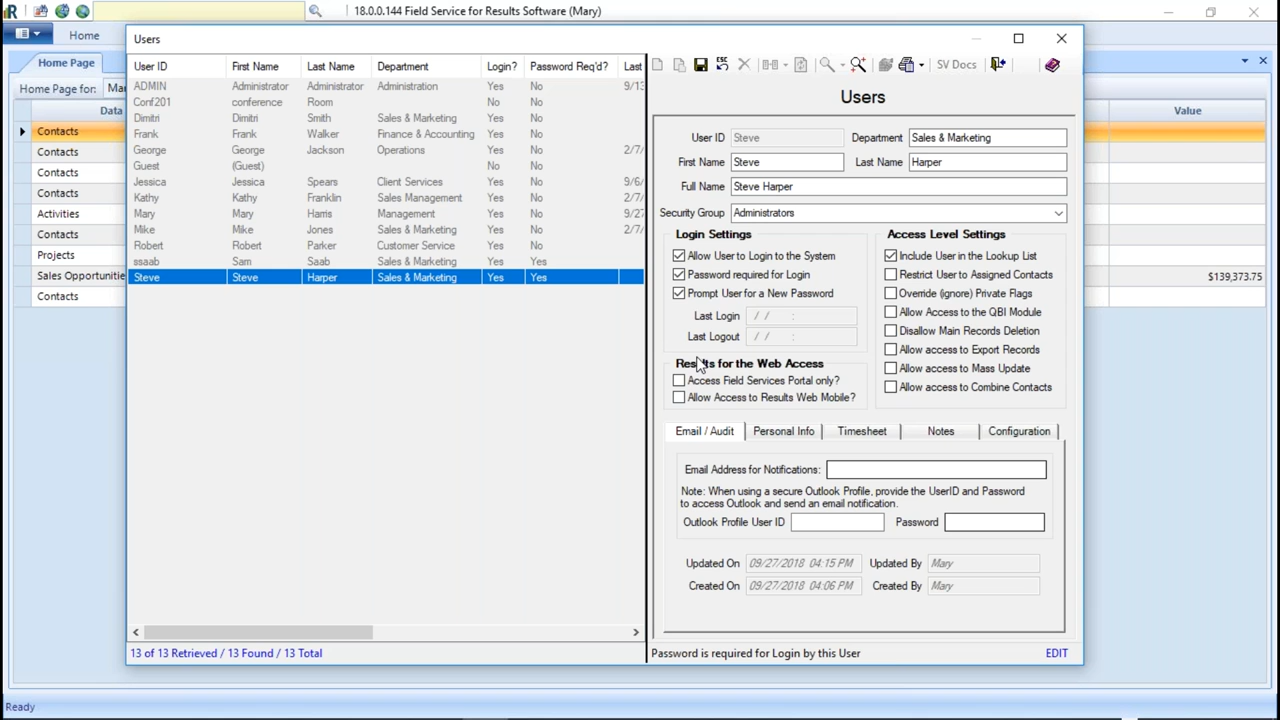 18.0.0.144 Field Service for Results Software (Mary)
Home
Home Page
Home Page for:
Data
Value
Contacts
Contacts
Contacts
Contacts
Activities
Contacts
Projects
Sales Opportunitie
$139,373.75
Contacts
Ready
Users
User ID First Name Last Name Department Login? Password Req'd? Last
ADMIN Administrator Administrator Administration Yes No 9/13
Conf201 conference Room No No
Dimitri Dimitri Smith Sales & Marketing Yes No
Frank Frank Walker Finance & Accounting Yes No
George George Jackson Operations Yes No 2/7/
Guest (Guest) No No
Jessica Jessica Spears Client Services Yes No 9/6/
Kathy Kathy Franklin Sales Management Yes No 2/7/
Mary Mary Harris Management Yes No 9/27
Mike Mike Jones Sales & Marketing Yes No 2/7/
Robert Robert Parker Customer Service Yes No
ssaab Sam Saab Sales & Marketing Yes Yes
Steve Steve Harper Sales & Marketing Yes Yes
13 of 13 Retrieved / 13 Found / 13 Total
ESC
SV Docs
Users
User ID Steve Department Sales & Marketing
First Name Steve Last Name Harper
Full Name Steve Harper
Security Group Administrators
Login Settings
Allow User to Login to the System
Password required for Login
Prompt User for a New Password
Last Login / / :
Last Logout / / :
Results for the Web Access
Access Field Services Portal only?
Allow Access to Results Web Mobile?
Access Level Settings
Include User in the Lookup List
Restrict User to Assigned Contacts
Override (ignore) Private Flags
Allow Access to the QBI Module
Disallow Main Records Deletion
Allow access to Export Records
Allow access to Mass Update
Allow access to Combine Contacts
Email / Audit Personal Info Timesheet Notes Configuration
Email Address for Notifications:
Note: When using a secure Outlook Profile, provide the UserID and Password
to access Outlook and send an email notification.
Outlook Profile User ID Password
Updated On 09/27/2018 04:15 PM Updated By Mary
Created On 09/27/2018 04:06 PM Created By Mary
Password is required for Login by this User EDIT